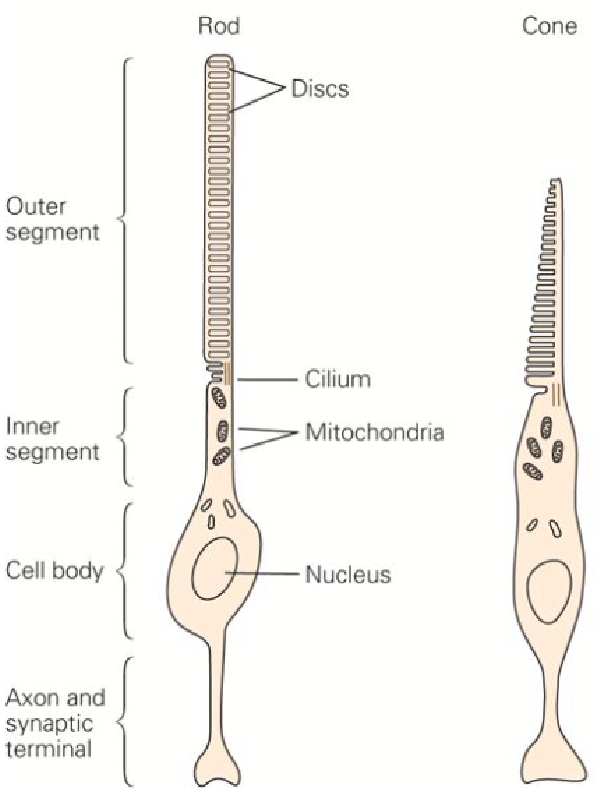 Rod
Cone
Discs
Outer
segment
Cilium
Inner
segment
Mitochondria
Cell body
Nucleus
Axon and
synaptic
terminal